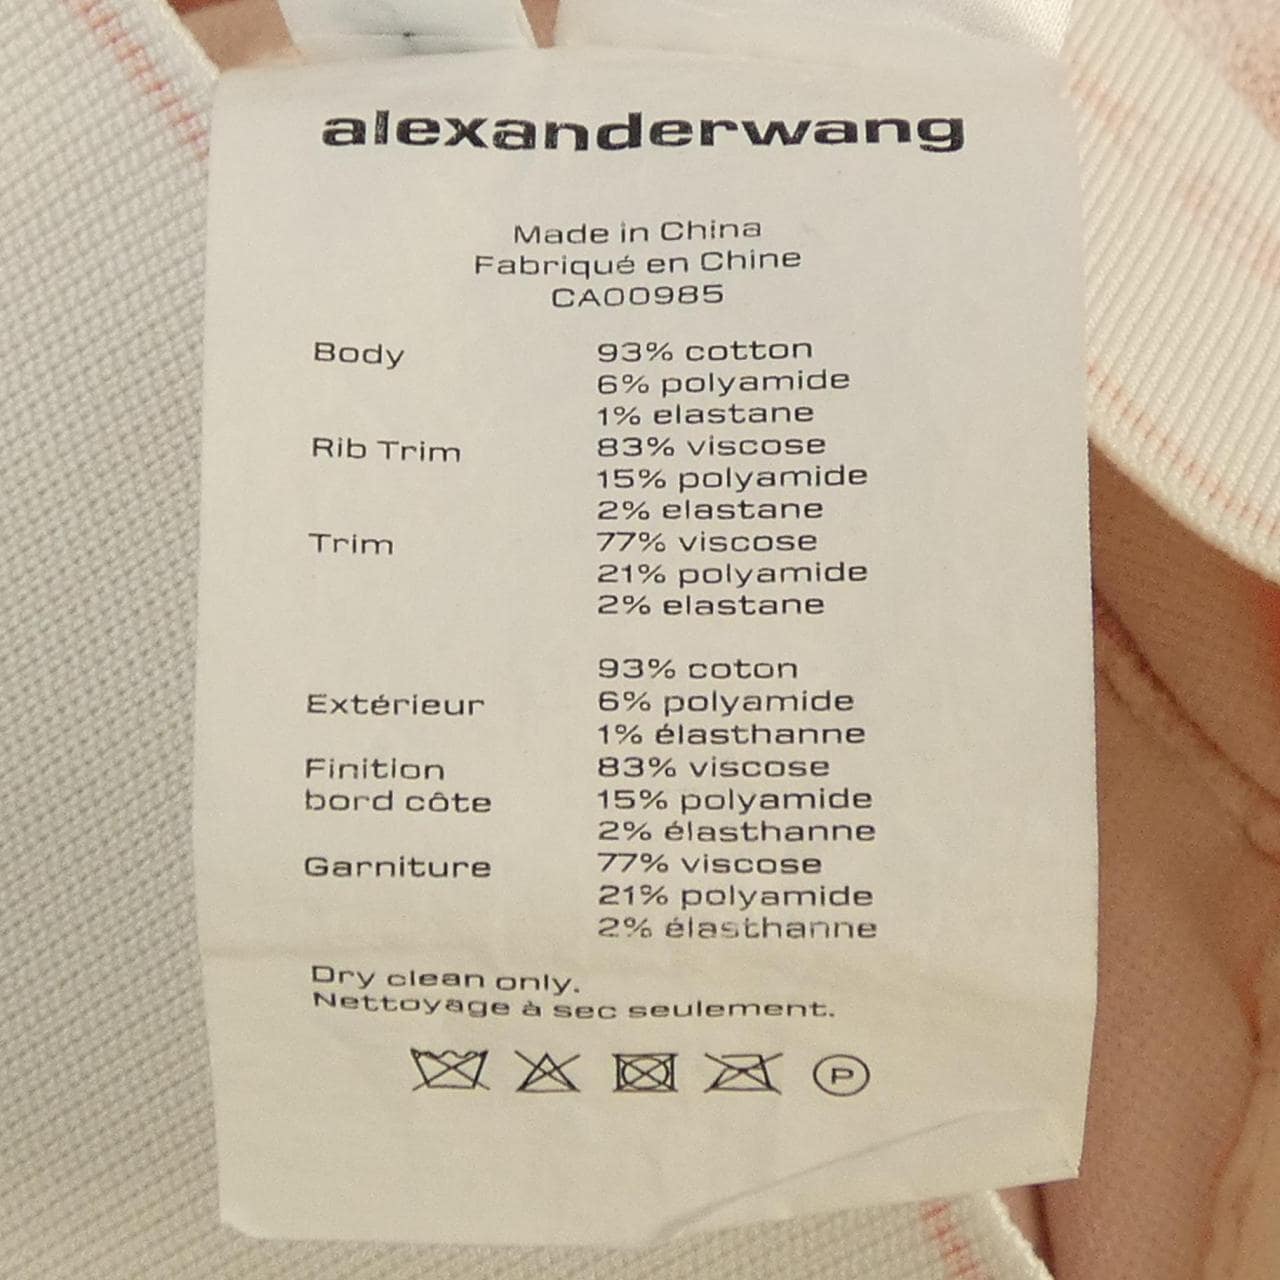 alexanderwang
Made in China
Fabriqué en Chine
CA00985
Body 93% cotton
6% polyamide
1% elastane
Rib Trim 83% viscose
15% polyamide
2% elastane
Trim 77% viscose
21% polyamide
2% elastane
93% coton
Extérieur 6% polyamide
1% élasthanne
Finition 83% viscose
bord côte 15% polyamide
2% élasthanne
Garniture 77% viscose
21% polyamide
2% élasthanne
Dry clean only.
Nettoyage à sec seulement.
P